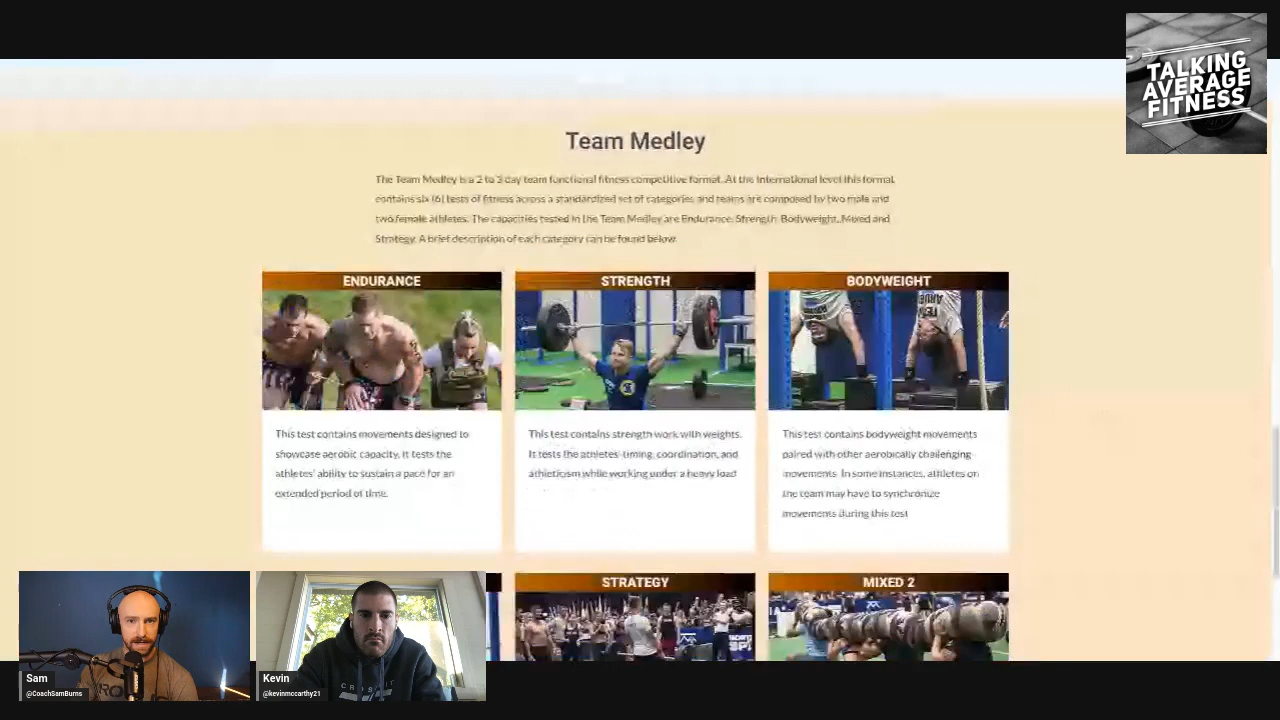 TALKING
AVERAGE
FITNESS
Team Medley
The Team Medley is a 2 to 3 day team functional fitness competitive format. At the International level this format
contains six (6) tests of fitness across a standardized set of categories and teams are composed by two male and
two female athletes. The capacities tested in the Team Medley are Endurance, Strength, Bodyweight, Mixed and
Strategy. A brief description of each category can be found below.
ENDURANCE
STRENGTH
BODYWEIGHT
This test contains movements designed to
showcase aerobic capacity. It tests the
athletes' ability to sustain a pace for an
extended period of time.
This test contains strength work with weights.
It tests the athletes timing, coordination, and
athleticism while working under a heavy load
This test contains bodyweight movements
paired with other aerobically challenging
movements. In some instances, athletes on
the team may have to synchronize
movements during this test
STRATEGY
MIXED 2
Sam
@CoachSamBurns
Kevin
@kevinmccarthy21
CROSSFIT